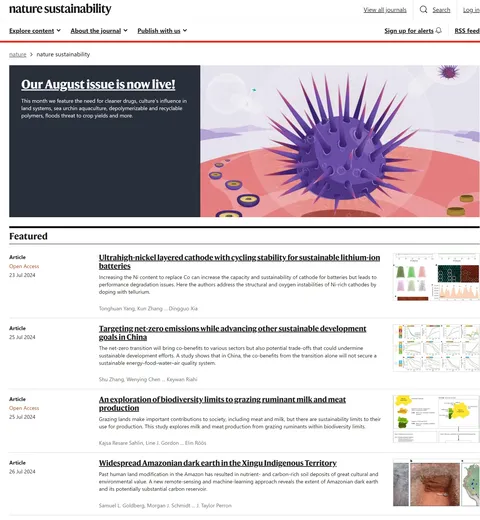 nature sustainability
View all journals
Search
Log in
Explore content
About the journal
Publish with us
Sign up for alerts
RSS feed
nature > nature sustainability
Our August issue is now live!
This month we feature the need for cleaner drugs, culture's influence in
land systems, sea urchin aquaculture, depolymerizable and recyclable
polymers, floods threat to crop yields and more.
Featured
Article
Open Access
23 Jul 2024
Ultrahigh-nickel layered cathode with cycling stability for sustainable lithium-ion
batteries
Increasing the Ni content to replace Co can increase the capacity and sustainability of cathode for batteries but leads to
performance degradation issues. Here the authors address the structural and oxygen instabilities of Ni-rich cathodes by
doping with tellurium.
Tonghuan Yang, Kun Zhang ... Dingguo Xia
Article
25 Jul 2024
Targeting net-zero emissions while advancing other sustainable development
goals in China
The net-zero transition will bring co-benefits to various sectors but also potential trade-offs that could undermine
sustainable development efforts. A study shows that in China, the co-benefits from the transition alone will not secure a
sustainable energy–food–water–air quality system.
Shu Zhang, Wenying Chen ... Keywan Riahi
Article
Open Access
25 Jul 2024
An exploration of biodiversity limits to grazing ruminant milk and meat
production
Grazing lands make important contributions to society, including meat and milk, but there are sustainability limits to their
use for production. This study explores milk and meat production from grazing ruminants within biodiversity limits.
Kajsa Resare Sahlin, Line J. Gordon ... Elin Röös
Article
26 Jul 2024
Widespread Amazonian dark earth in the Xingu Indigenous Territory
Past human land modification in the Amazon has resulted in nutrient- and carbon-rich soil deposits of great cultural and
environmental value. A new remote-sensing and machine-learning approach reveals the extent of Amazonian dark earth
and its potentially substantial carbon reservoir.
Samuel L. Goldberg, Morgan J. Schmidt ... J. Taylor Perron